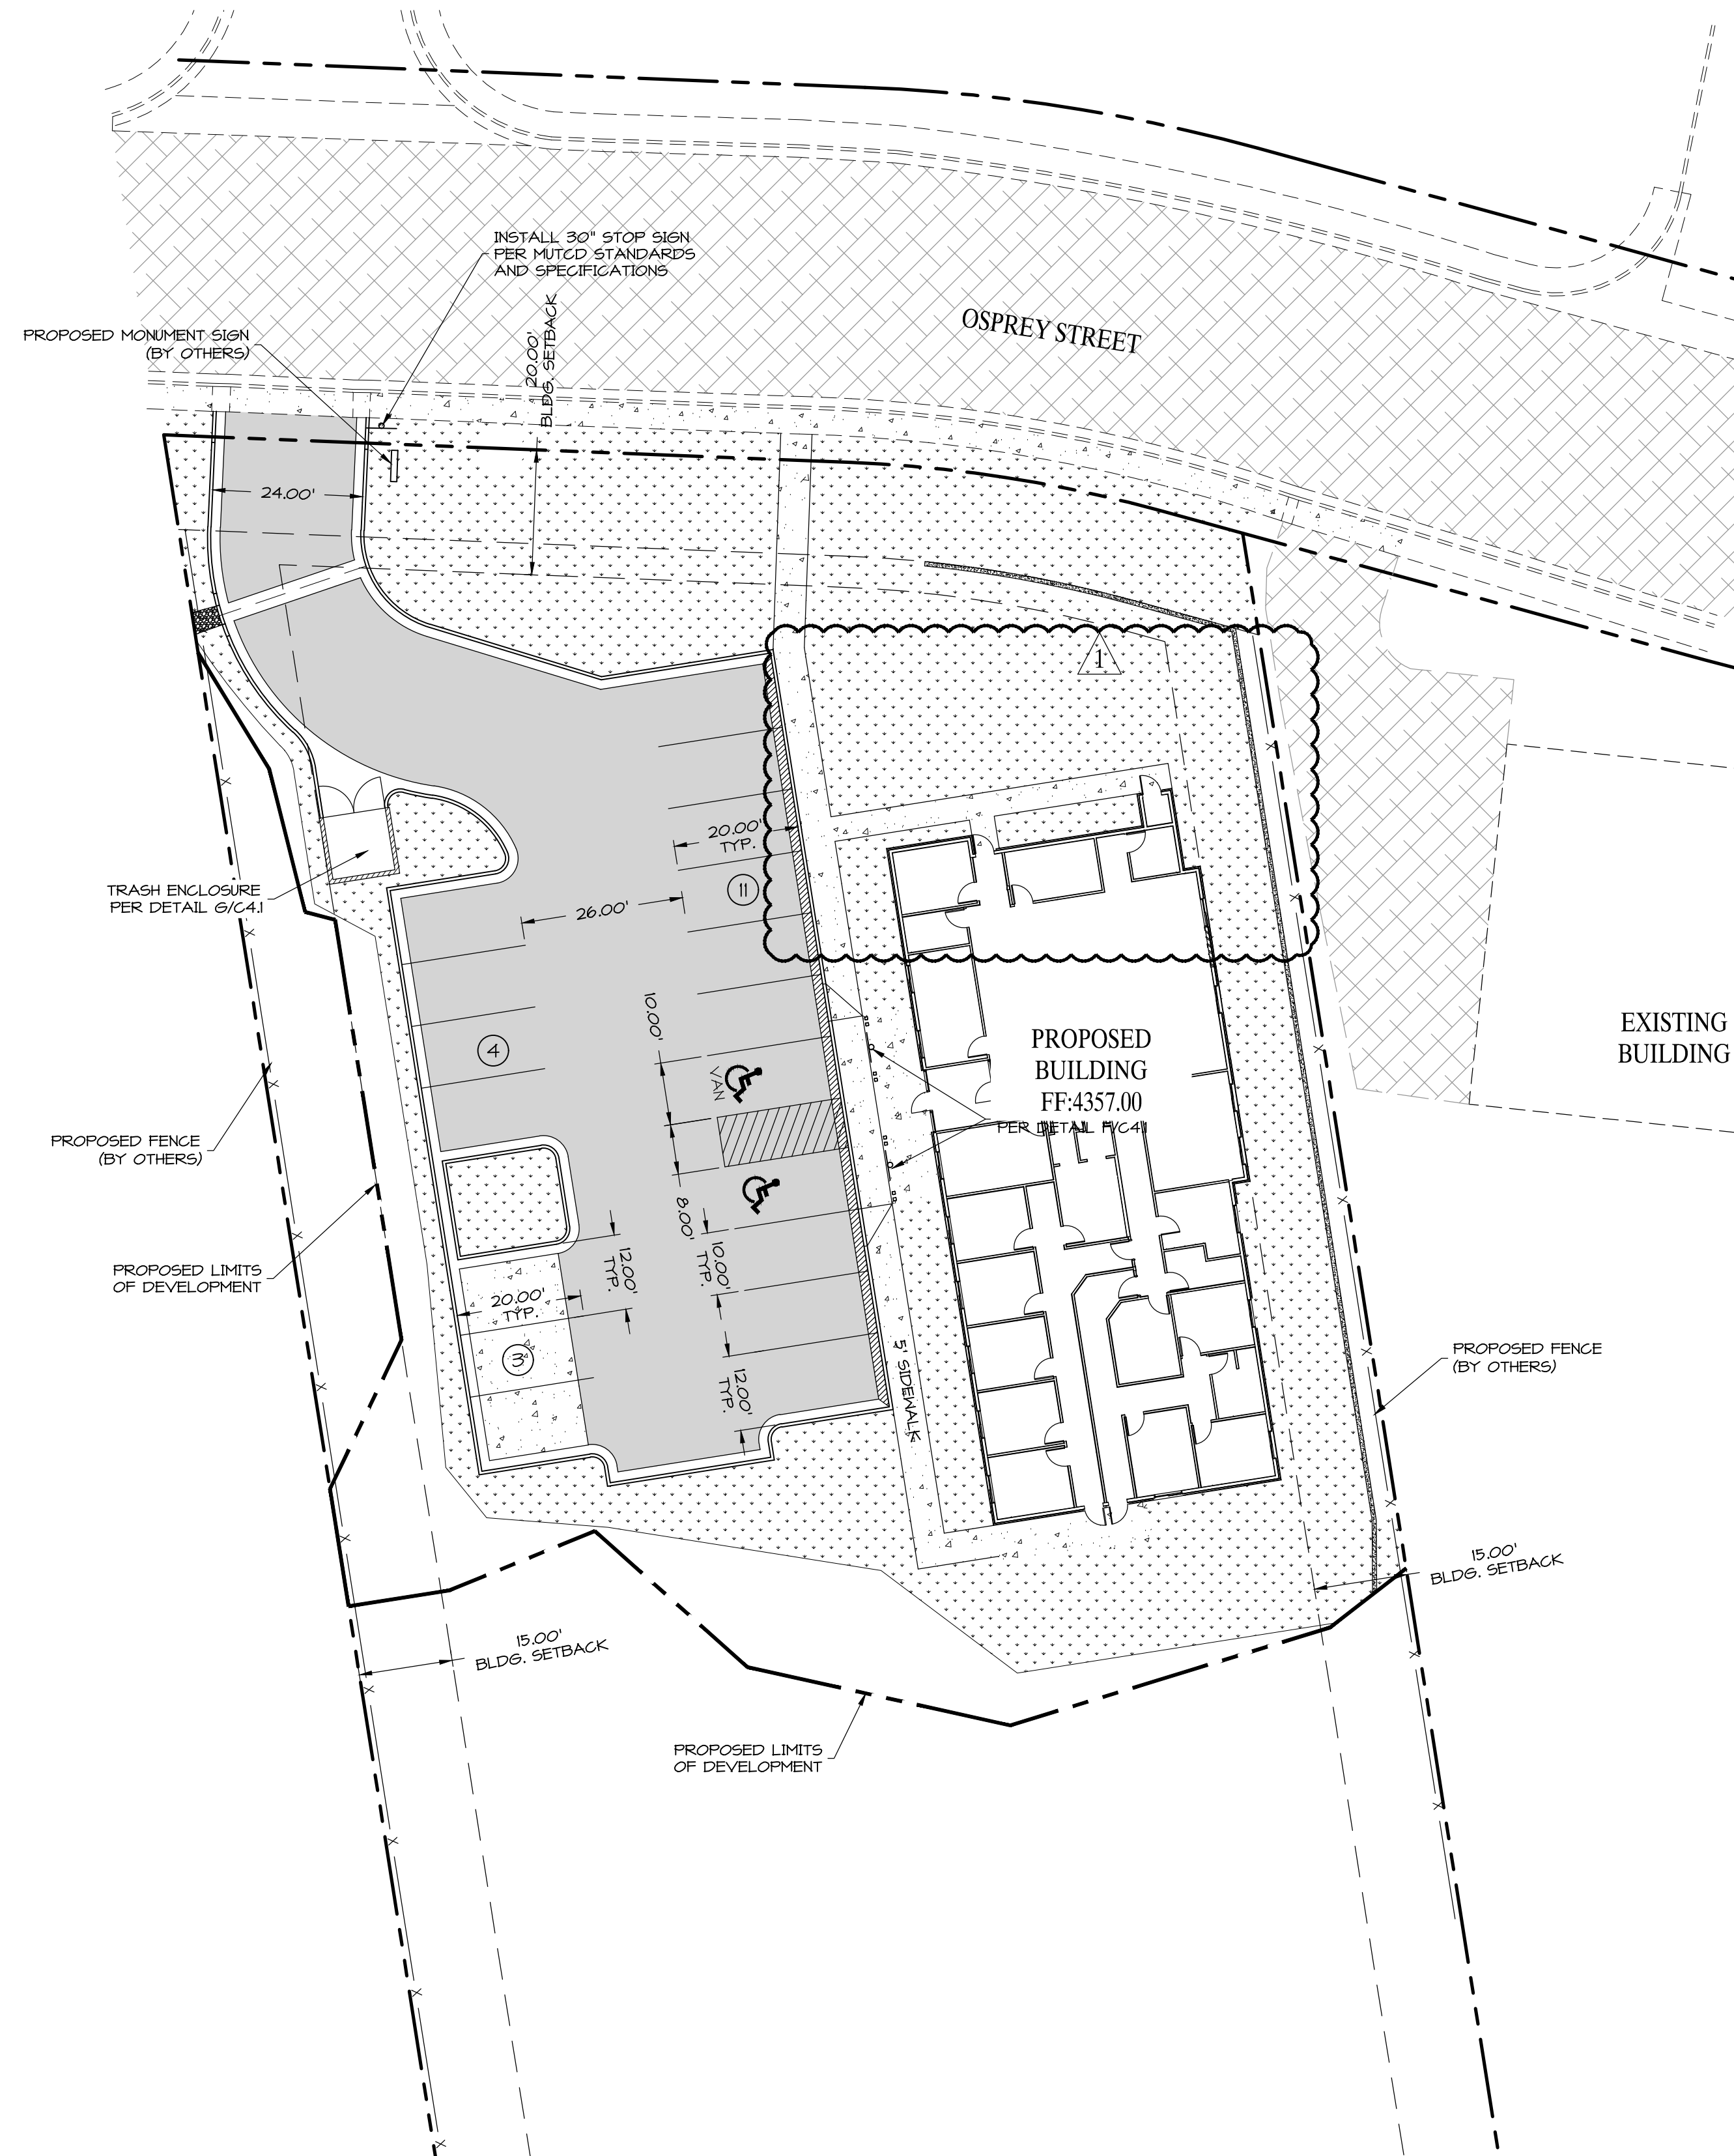 INSTALL 30" STOP SIGN
PER MUTCD STANDARDS
AND SPECIFICATIONS
PROPOSED MONUMENT SIGN
(BY OTHERS)
20.00'
BLDG. SETBACK
OSPREY STREET
24.00'
1
20.00'
TYP.
TRASH ENCLOSURE
PER DETAIL G/C4.1
11
26.00'
10.00'
4
VAN
PROPOSED
BUILDING
FF:4357.00
PER DETAIL F/C4.1
EXISTING
BUILDING
PROPOSED FENCE
(BY OTHERS)
8.00'
PROPOSED LIMITS
OF DEVELOPMENT
12.00'
TYP.
10.00'
TYP.
20.00'
TYP.
3
12.00'
TYP.
5' SIDEWALK
PROPOSED FENCE
(BY OTHERS)
15.00'
BLDG. SETBACK
15.00'
BLDG. SETBACK
PROPOSED LIMITS
OF DEVELOPMENT